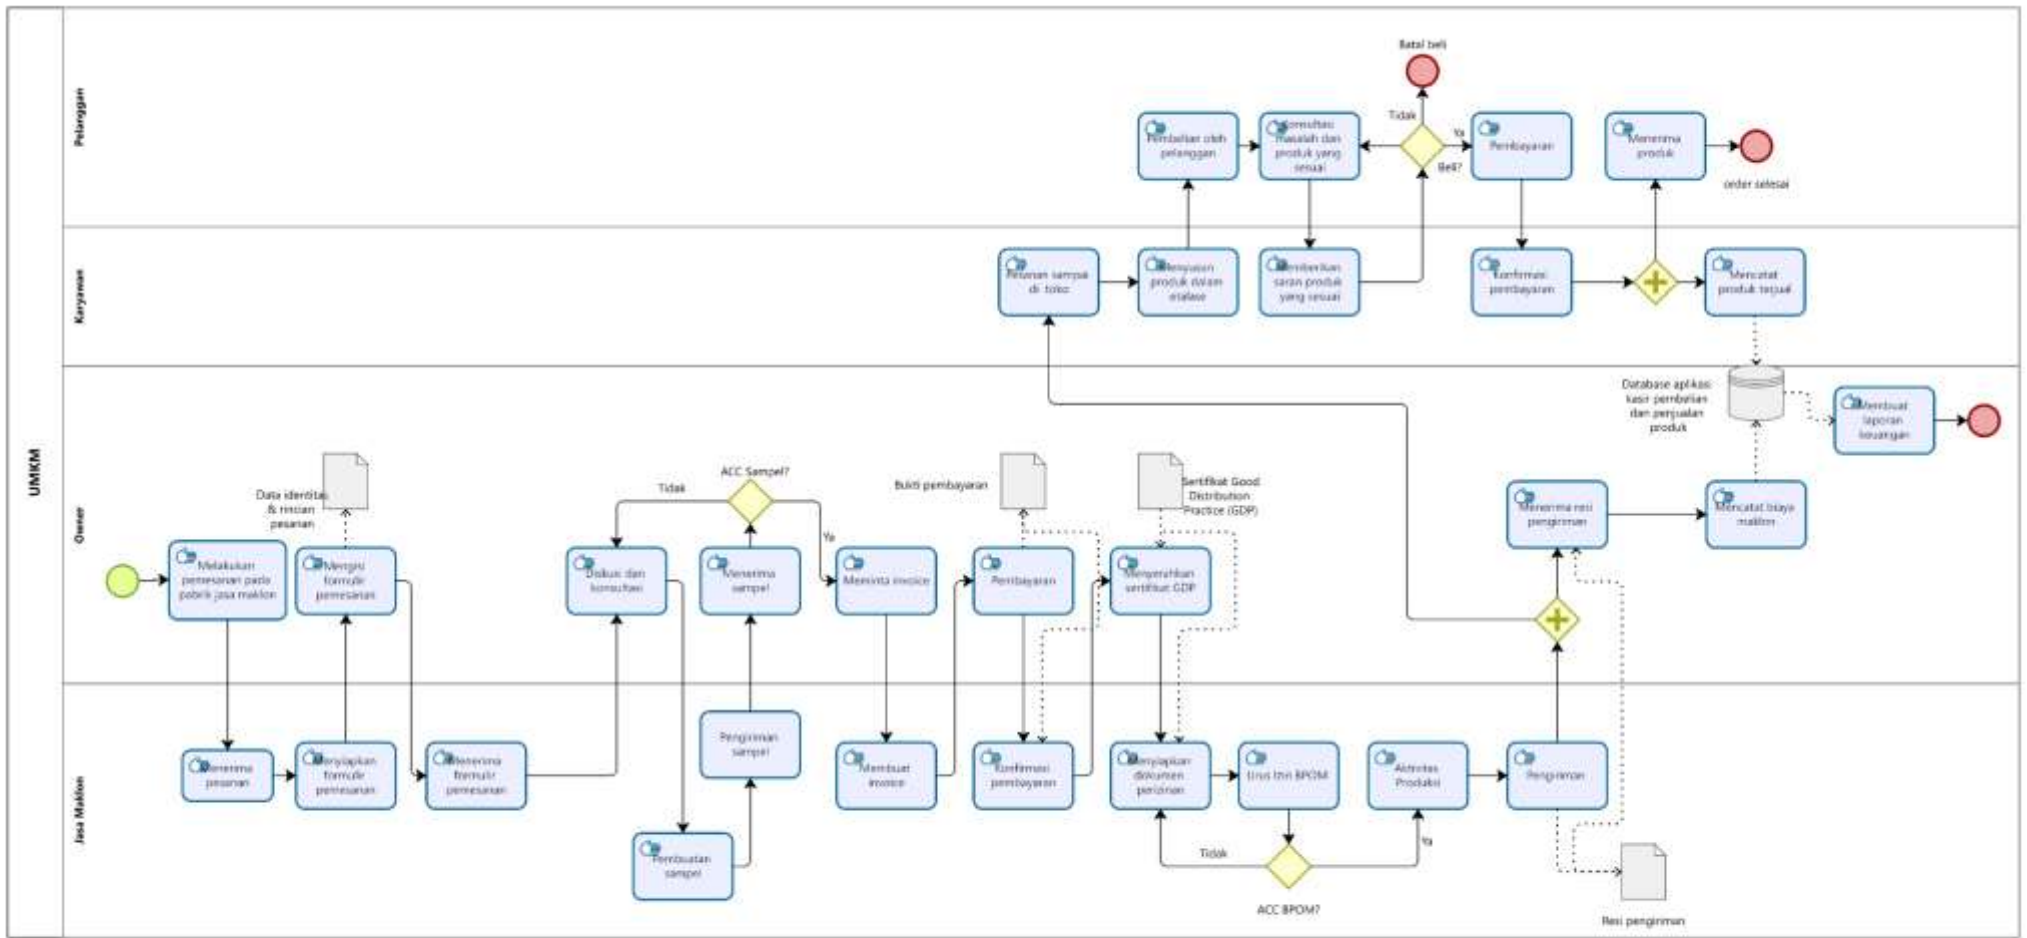 UMKM
Pelanggan
Karyawan
Owner
Jasa Maklon
Batal beli
Tidak
Ya
Beli?
Pembelian oleh
pelanggan
Konsultasi
masalah dan
produk yang
sesuai
Pembayaran
Menerima
produk
order selesai
Pesanan sampai
di toko
Menyusun
produk dalam
etalase
Memberikan
saran produk
yang sesuai
Konfirmasi
pembayaran
Mencatat
produk terjual
Database aplikasi
kasir pembelian
dan penjualan
produk
Membuat
laporan
keuangan
Data identitas
& rincian
pesanan
ACC Sampel?
Tidak
Ya
Bukti pembayaran
Sertifikat Good
Distribution
Practice (GDP)
Menerima resi
pengiriman
Mencatat biaya
maklon
Melakukan
pemesanan pada
pabrik jasa maklon
Mengisi
formulir
pemesanan
Diskusi dan
konsultasi
Menerima
sampel
Meminta invoice
Pembayaran
Menyerahkan
sertifikat GDP
Menerima
pesanan
Menyiapkan
formulir
pemesanan
Menerima
formulir
pemesanan
Pengiriman
sampel
Pembuatan
sampel
Membuat
invoice
Konfirmasi
pembayaran
Menyiapkan
dokumen
perizinan
Urus Izin BPOM
Aktivitas
Produksi
Pengiriman
Tidak
Ya
ACC BPOM?
Resi pengiriman